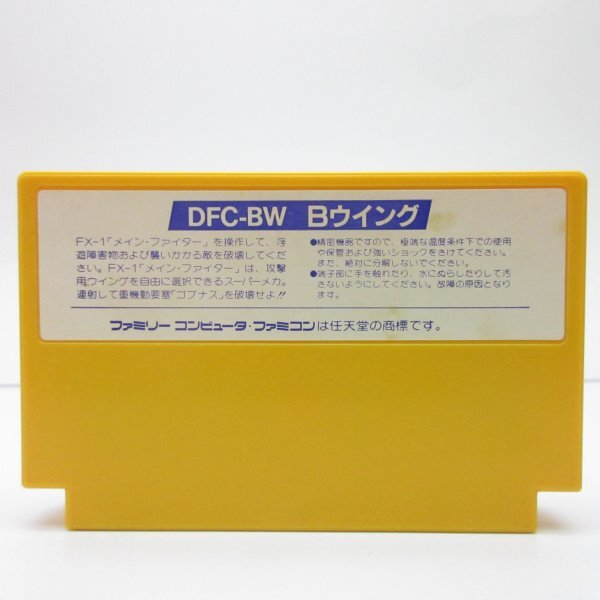 DFC-BW Bウイング
FX-1「メイン・ファイター」を操作して、浮
遊障害物および襲いかかる敵を破壊してくだ
さい。FX-1「メイン・ファイター」は、攻撃
用ウイングを自由に選択できるスーパーメカ。
連射して重機動要塞「ゴブナス」を破壊せよ!!
●精密機器ですので、極端な温度条件下での使用
や保管および強いショックをさけてください。
また、絶対に分解しないでください。
●端子部に手を触れたり、水にぬらしたりして汚
さないようにしてください。故障の原因となり
ます。
ファミリーコンピュータ・ファミコンは任天堂の商標です。